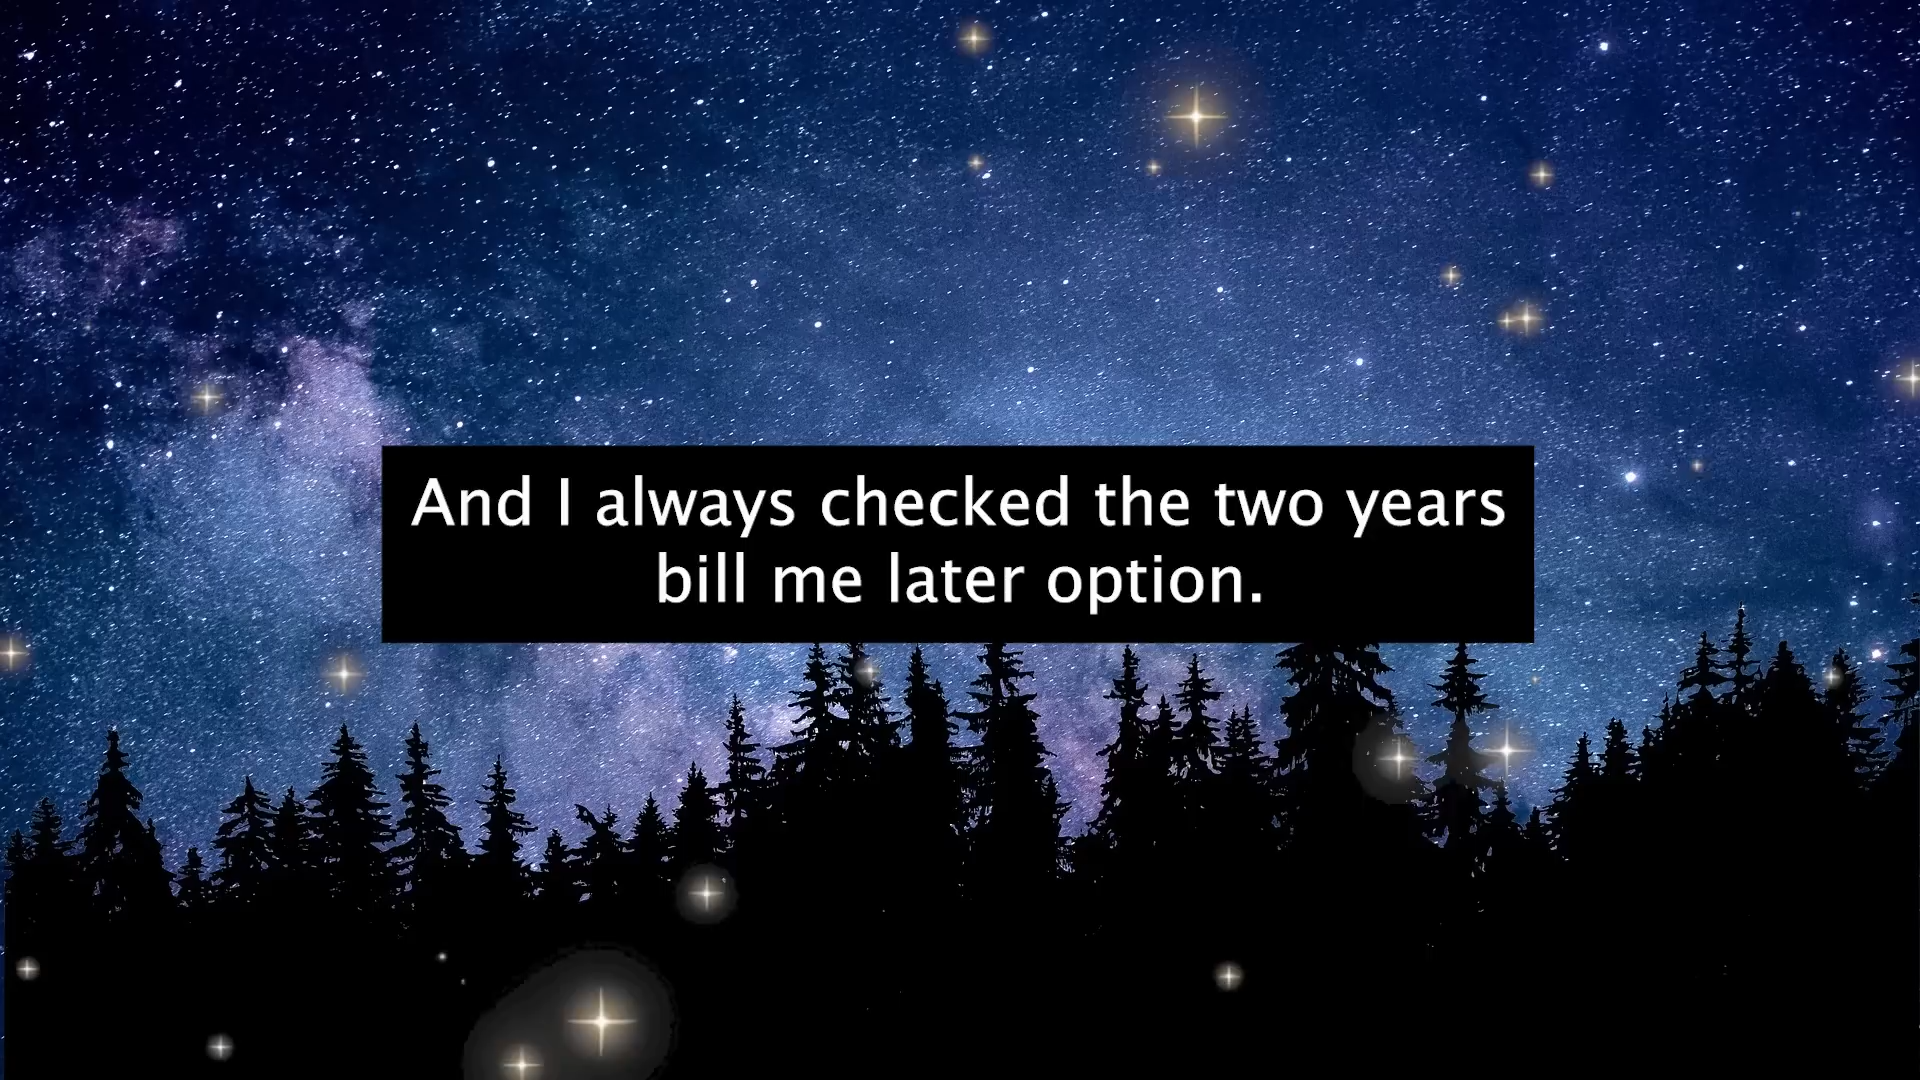 And I always checked the two years
bill me later option.